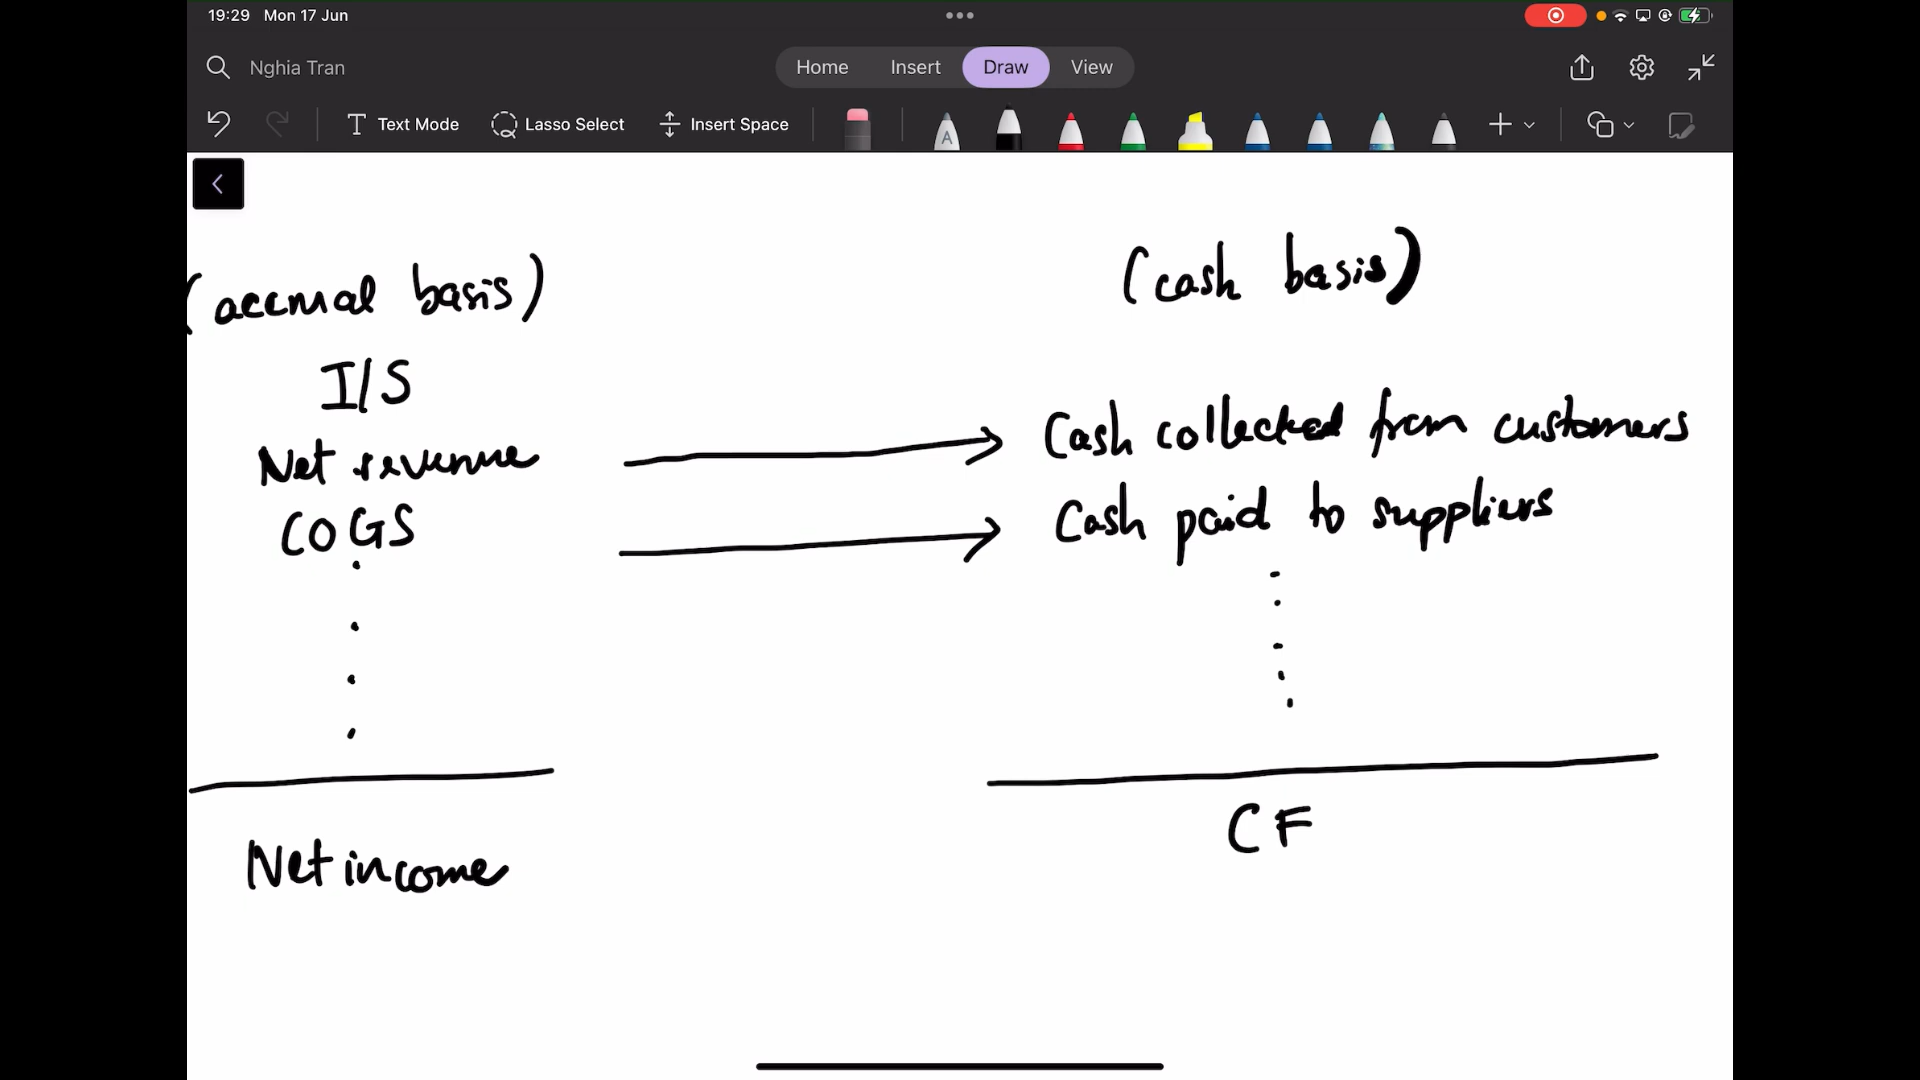 19:29 Mon 17 Jun
Nghia Tran
Home Insert Draw View
Text Mode Lasso Select Insert Space A
(accrual basis) (cash basis)
I/S
Net revenue → Cash collected from customers
COGS → Cash paid to suppliers
Net income CF